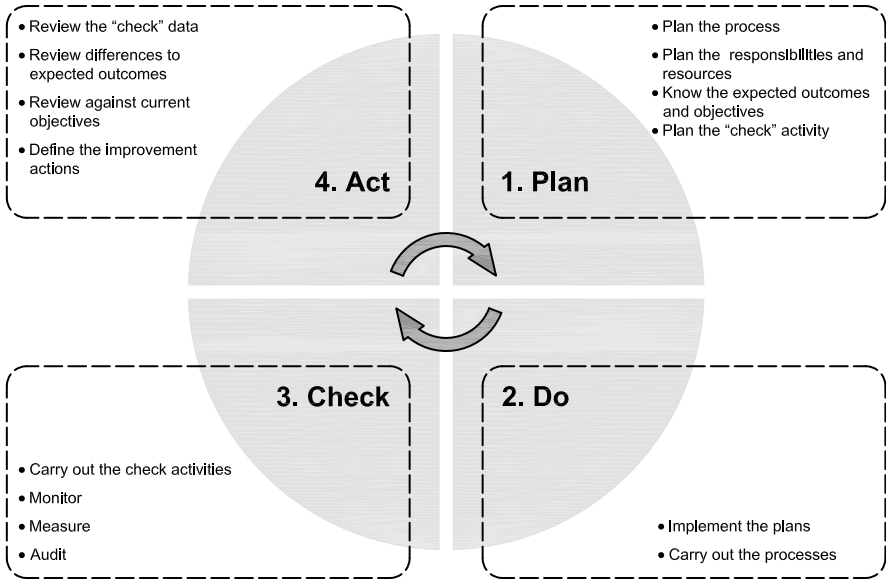 • Review the “check” data
• Review differences to
expected outcomes
• Review against current
objectives
• Define the improvement
actions
4. Act
• Plan the process
• Plan the responsibilities and
resources
• Know the expected outcomes
and objectives
• Plan the “check” activity
1. Plan
3. Check
• Carry out the check activities
• Monitor
• Measure
• Audit
2. Do
• Implement the plans
• Carry out the processes